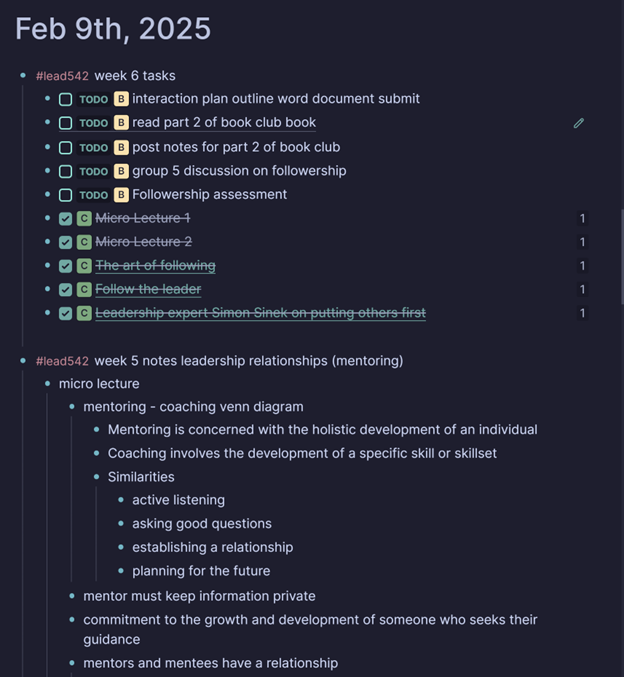 Feb 9th, 2025
#lead542 week 6 tasks
TODO B interaction plan outline word document submit
TODO B read part 2 of book club book
TODO B post notes for part 2 of book club
TODO B group 5 discussion on followership
TODO B Followership assessment
C Micro Lecture 1 1
C Micro Lecture 2 1
C The art of following 1
C Follow the leader 1
C Leadership expert Simon Sinek on putting others first 1
#lead542 week 5 notes leadership relationships (mentoring)
micro lecture
mentoring - coaching venn diagram
Mentoring is concerned with the holistic development of an individual
Coaching involves the development of a specific skill or skillset
Similarities
active listening
asking good questions
establishing a relationship
planning for the future
mentor must keep information private
commitment to the growth and development of someone who seeks their
guidance
mentors and mentees have a relationship